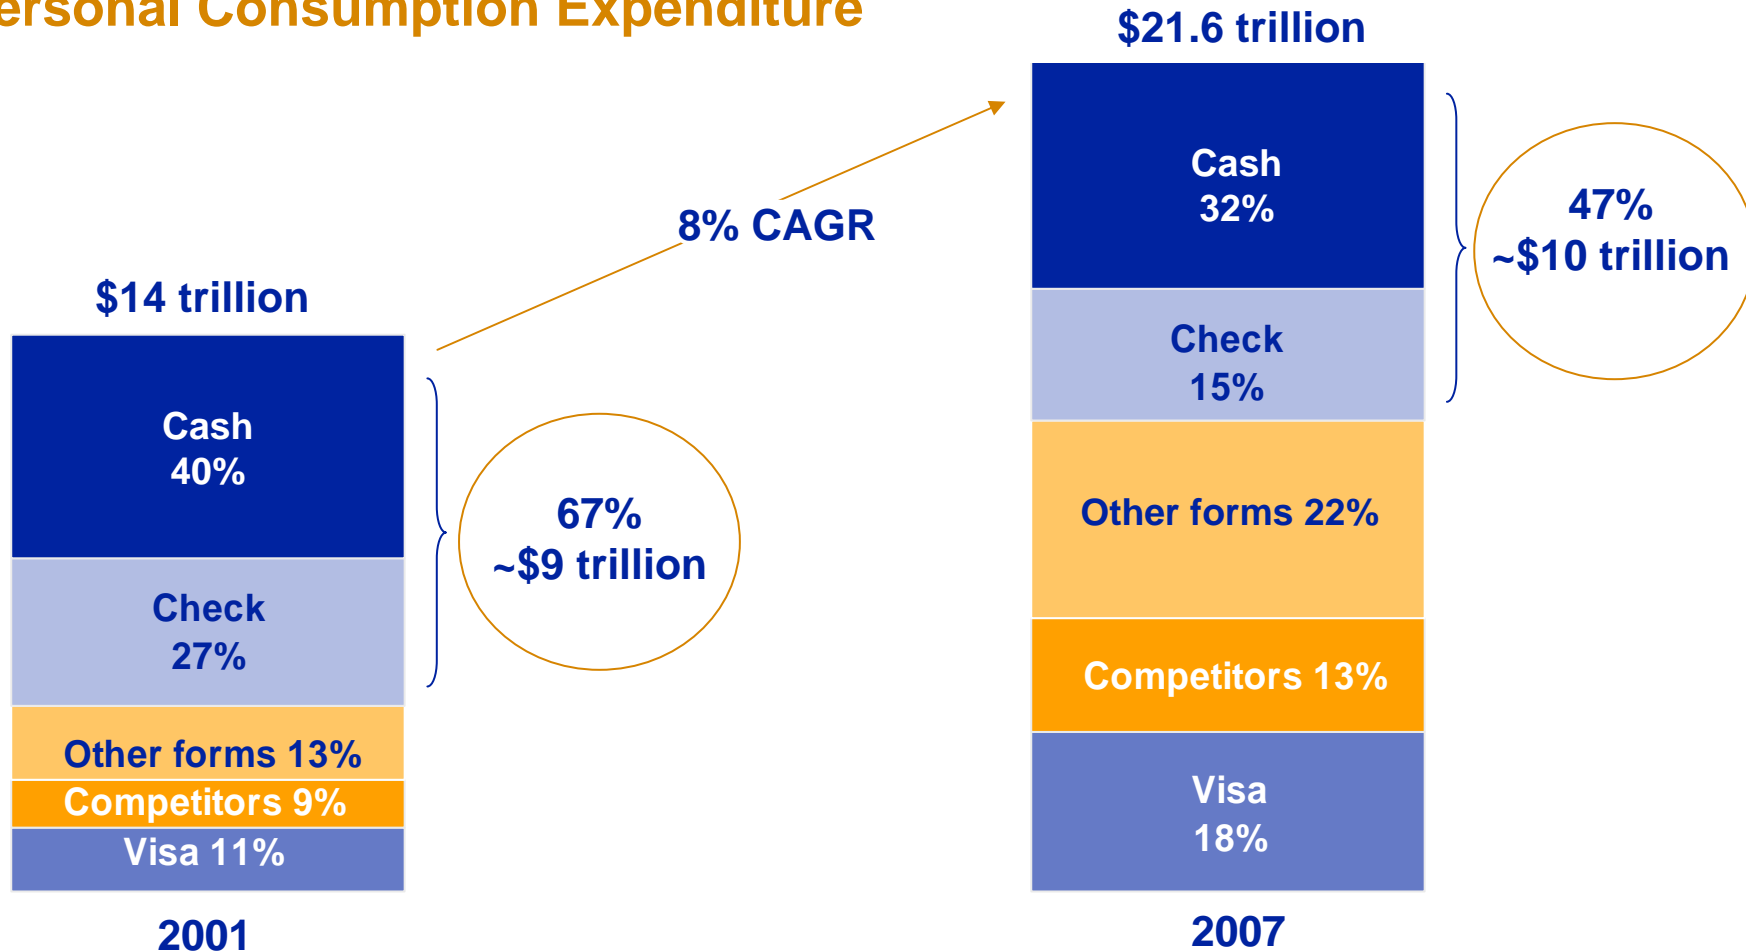 ersonal Consumption Expenditure
$21.6 trillion
Cash
32%
47%
~$10 trillion
8% CAGR
$14 trillion
Check
15%
Cash
40%
67%
~$9 trillion
Other forms 22%
Check
27%
Competitors 13%
Other forms 13%
Competitors 9%
Visa 11%
Visa
18%
2001
2007